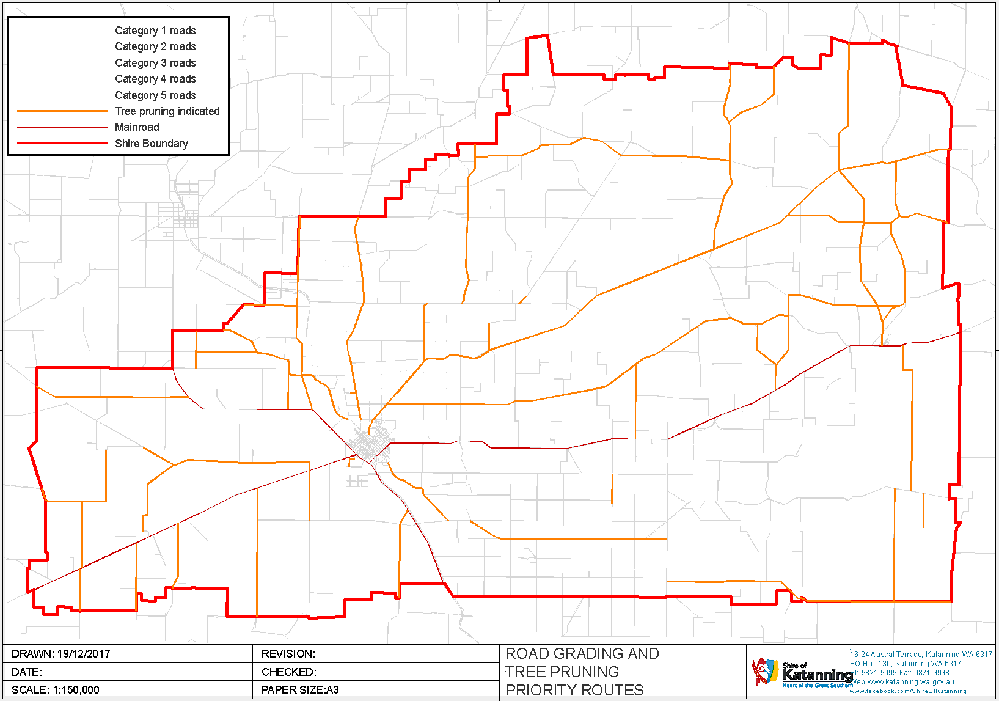 Category 1 roads
Category 2 roads
Category 3 roads
Category 4 roads
Category 5 roads
Tree pruning indicated
Mainroad
Shire Boundary
DRAWN: 19/12/2017
DATE:
SCALE: 1:150,000
REVISION:
CHECKED:
PAPER SIZE:A3
ROAD GRADING AND
TREE PRUNING
PRIORITY ROUTES
Shire of
Katanning
Heart of the Great Southern
16-24 Austral Terrace, Katanning WA 6317
PO Box 130, Katanning WA 6317
Ph 9821 9999 Fax 9821 9998
Web www.katanning.wa.gov.au
www.facebook.com/ShireOfKatanning